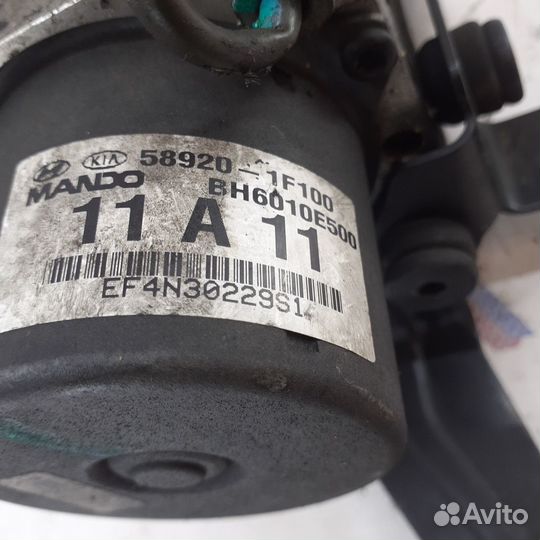 KIA 58920-1F100
MANDO BH6010E500
11 A 11
EF4N30229S1
Avito